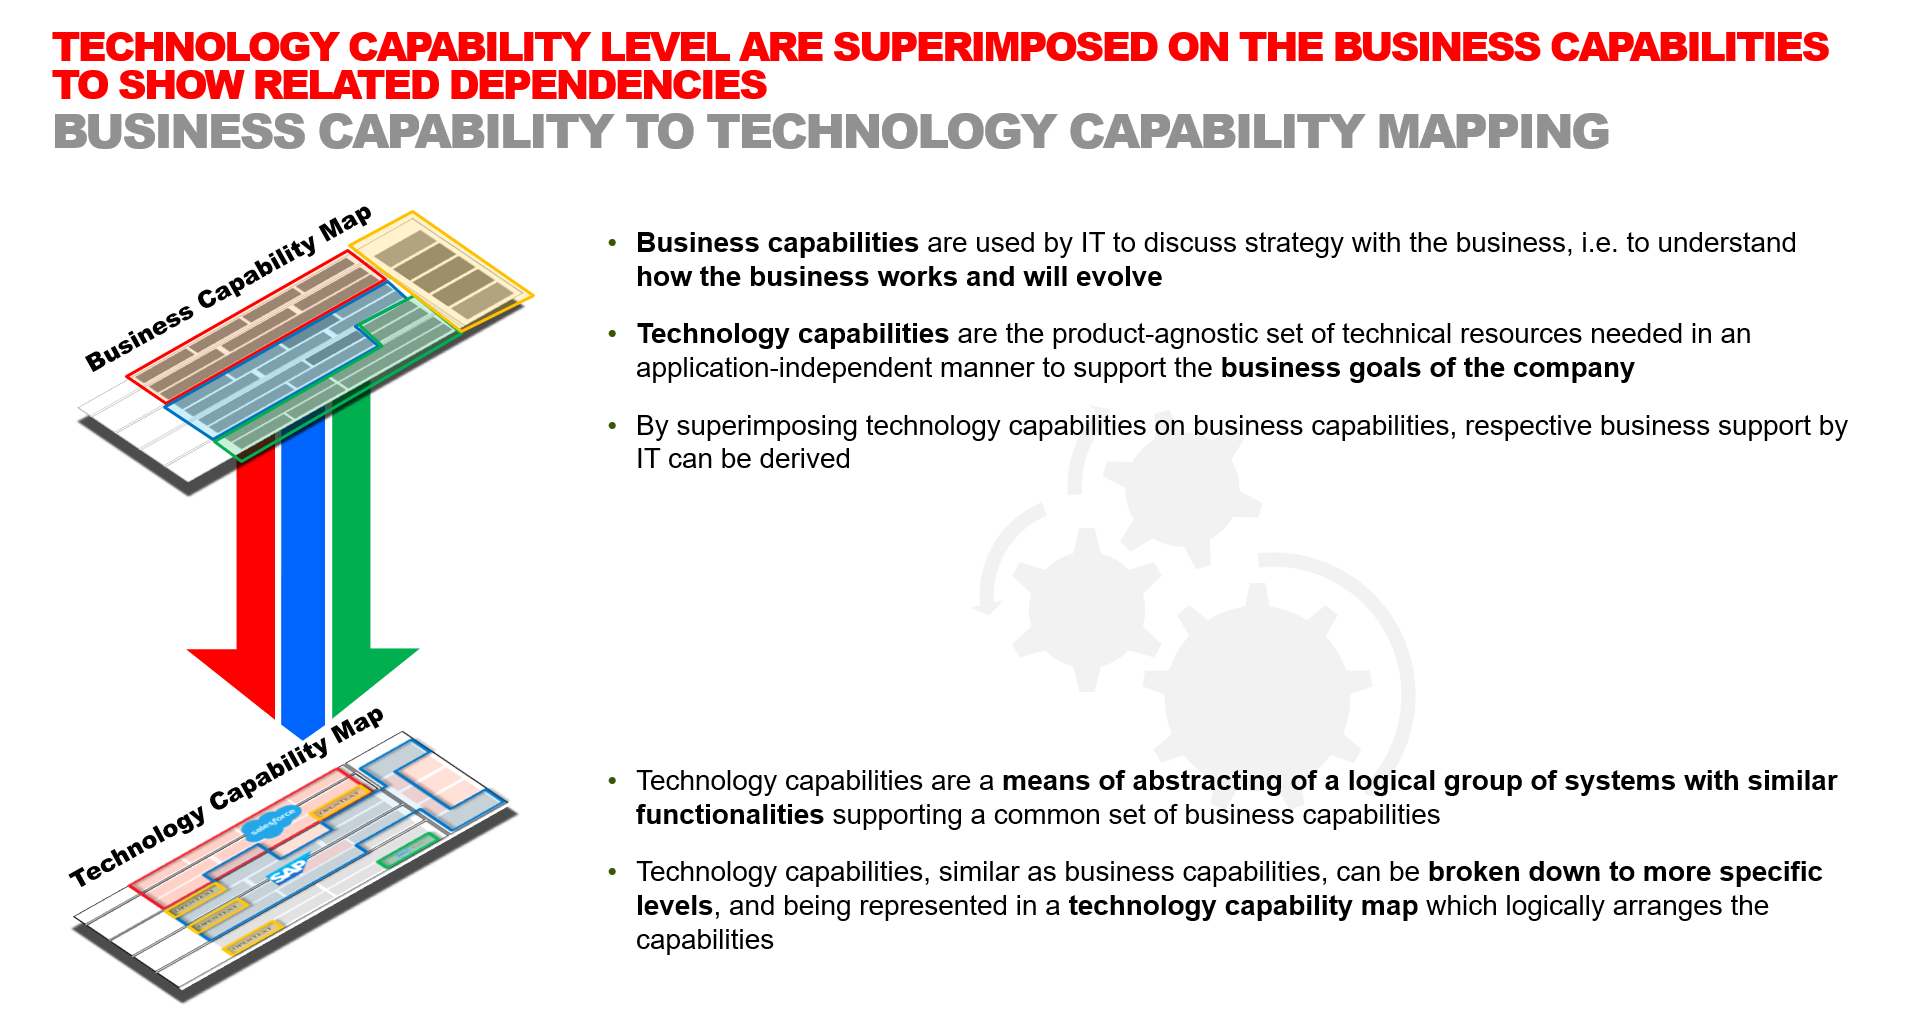 TECHNOLOGY CAPABILITY LEVEL ARE SUPERIMPOSED ON THE BUSINESS CAPABILITIES
TO SHOW RELATED DEPENDENCIES
BUSINESS CAPABILITY TO TECHNOLOGY CAPABILITY MAPPING
Business Capability Map
• Business capabilities are used by IT to discuss strategy with the business, i.e. to understand
how the business works and will evolve
• Technology capabilities are the product-agnostic set of technical resources needed in an
application-independent manner to support the business goals of the company
• By superimposing technology capabilities on business capabilities, respective business support by
IT can be derived
Technology Capability Map
salesforce
OPENTEXT
SAP
OPENTEXT
OPENTEXT
OPENTEXT
• Technology capabilities are a means of abstracting of a logical group of systems with similar
functionalities supporting a common set of business capabilities
• Technology capabilities, similar as business capabilities, can be broken down to more specific
levels, and being represented in a technology capability map which logically arranges the
capabilities